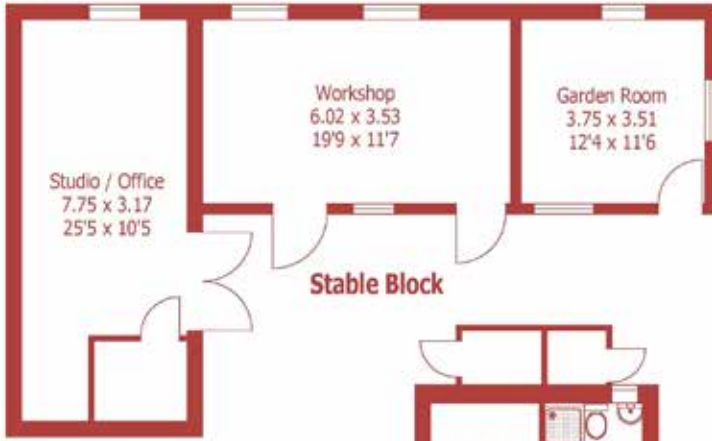 Workshop
6.02 x 3.53
19'9 x 11'7
Garden Room
3.75 x 3.51
12'4 x 11'6
Studio / Office
7.75 x 3.17
25'5 x 10'5
Stable Block